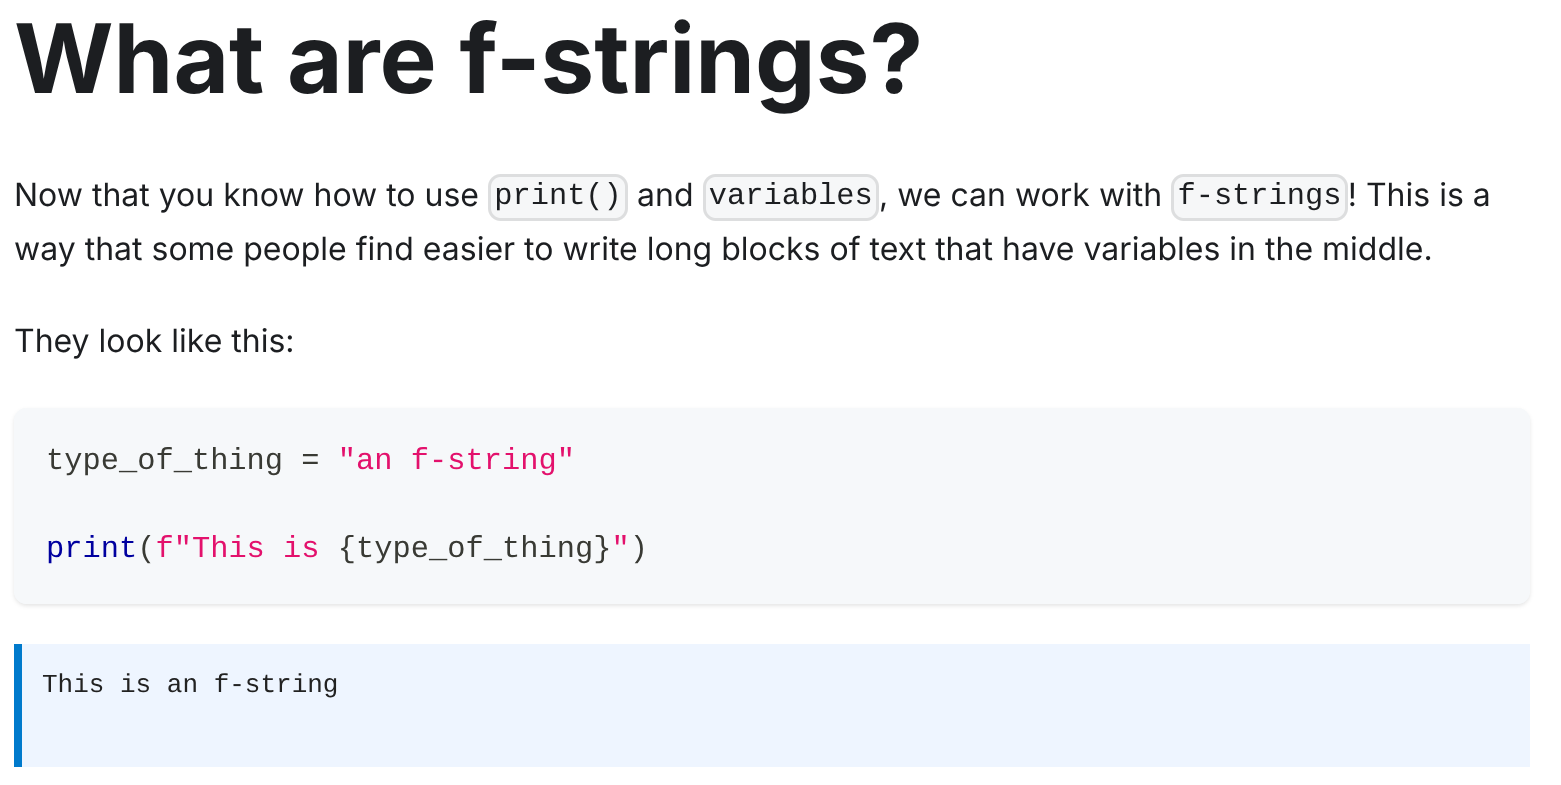 What are f-strings?
Now that you know how to use print() and variables, we can work with f-strings! This is a
way that some people find easier to write long blocks of text that have variables in the middle.
They look like this:
type_of_thing = "an f-string"
print(f"This is {type_of_thing}")
This is an f-string